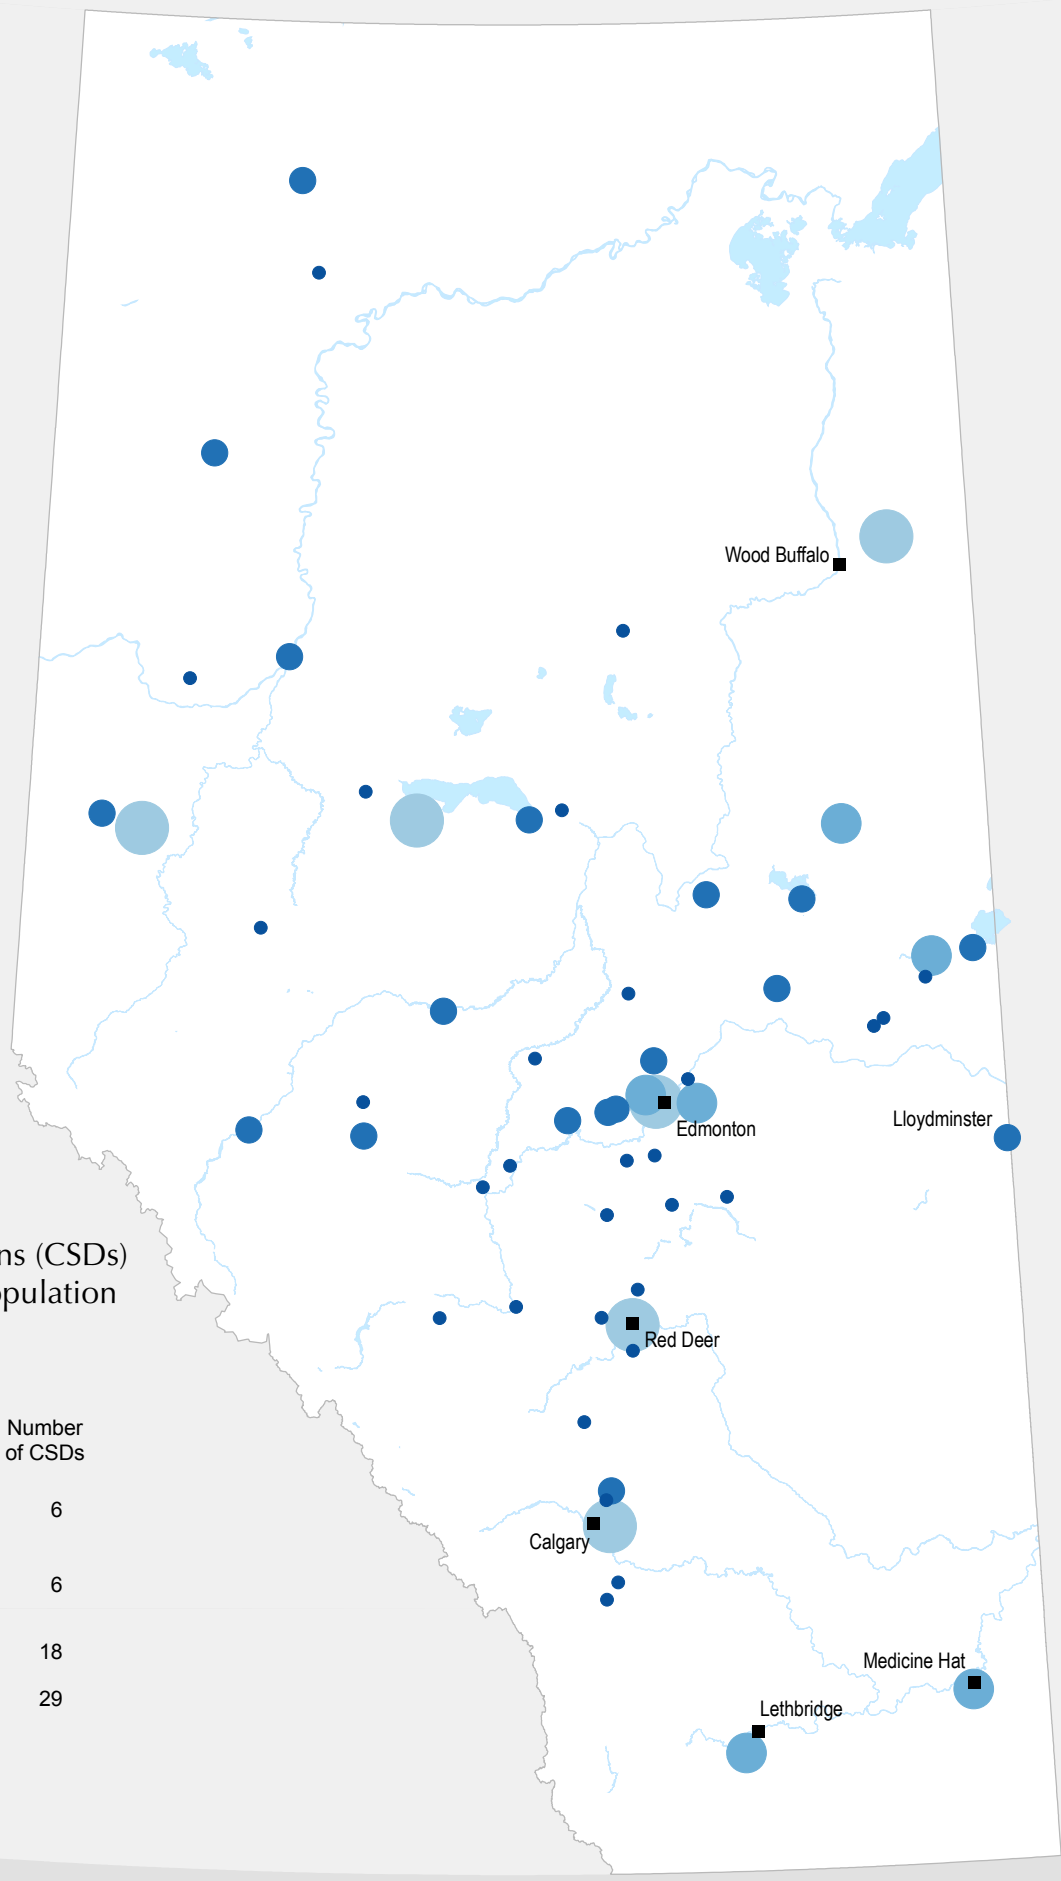 Wood Buffalo
Lloydminster
Edmonton
ns (CSDs)
pulation
Red Deer
Number
of CSDs
6
Calgary
6
18
Medicine Hat
29
Lethbridge